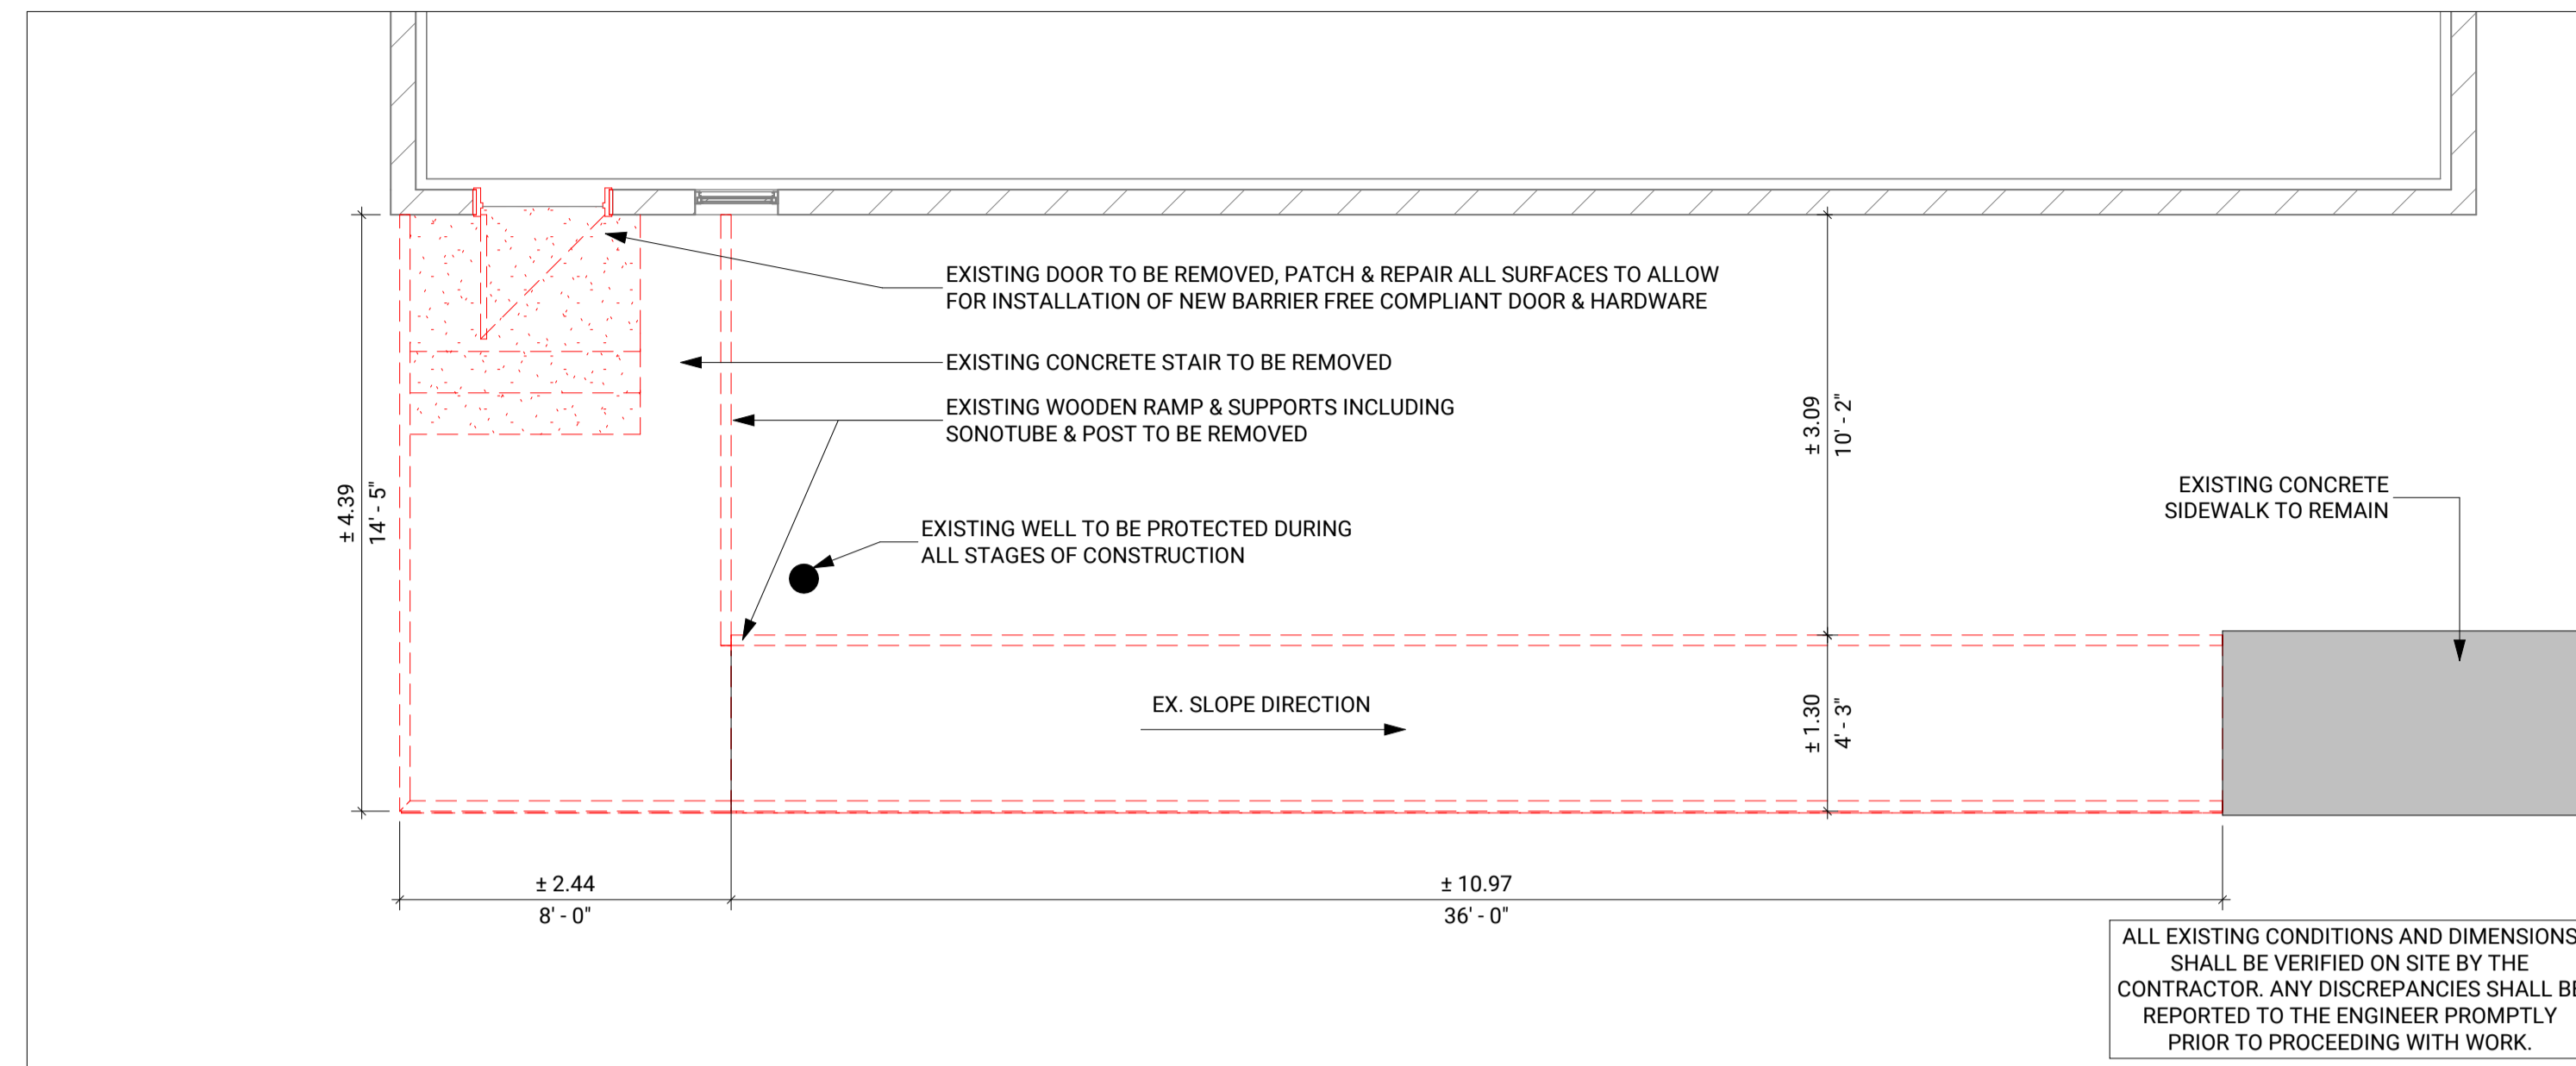 EXISTING DOOR TO BE REMOVED, PATCH & REPAIR ALL SURFACES TO ALLOW
FOR INSTALLATION OF NEW BARRIER FREE COMPLIANT DOOR & HARDWARE
EXISTING CONCRETE STAIR TO BE REMOVED
EXISTING WOODEN RAMP & SUPPORTS INCLUDING
SONOTUBE & POST TO BE REMOVED
± 3.09
10' - 2"
± 4.39
14' - 5"
EXISTING CONCRETE
SIDEWALK TO REMAIN
EXISTING WELL TO BE PROTECTED DURING
ALL STAGES OF CONSTRUCTION
EX. SLOPE DIRECTION
± 1.30
4' - 3"
± 2.44
8' - 0"
± 10.97
36' - 0"
ALL EXISTING CONDITIONS AND DIMENSIONS
SHALL BE VERIFIED ON SITE BY THE
CONTRACTOR. ANY DISCREPANCIES SHALL BE
REPORTED TO THE ENGINEER PROMPTLY
PRIOR TO PROCEEDING WITH WORK.